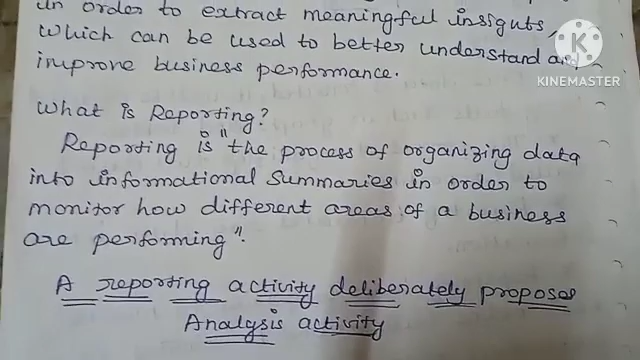 in order to extract meaningful insights,
which can be used to better understand and
improve business performance.
What is Reporting?
Reporting is "the process of organizing data
into informational summaries in order to
monitor how different areas of a business
are performing".
A reporting activity deliberately proposes
Analysis activity
KINEMASTER